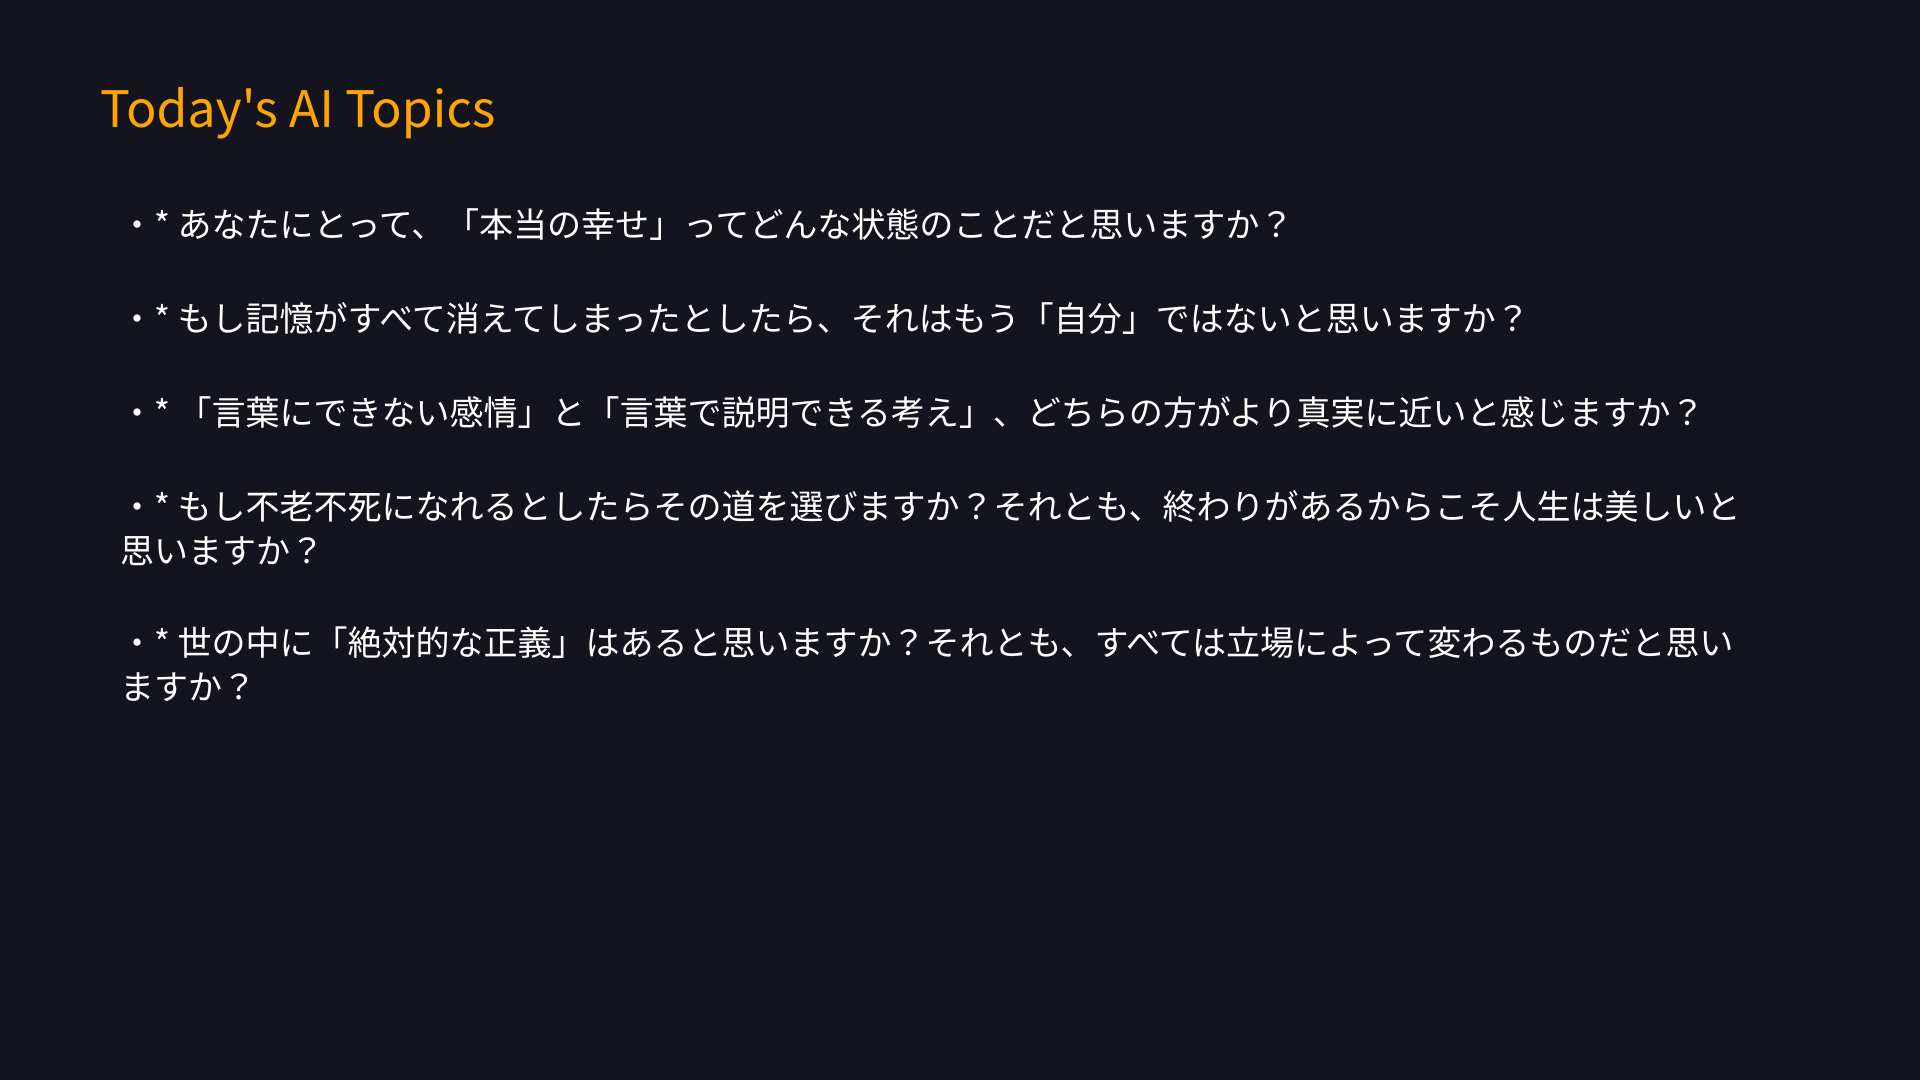 Today's AI Topics
・* あなたにとって、「本当の幸せ」ってどんな状態のことだと思いますか？
・* もし記憶がすべて消えてしまったとしたら、それはもう「自分」ではないと思いますか？
・* 「言葉にできない感情」と「言葉で説明できる考え」、どちらの方がより真実に近いと感じますか？
・* もし不老不死になれるとしたらその道を選びますか？それとも、終わりがあるからこそ人生は美しいと
思いますか？
・* 世の中に「絶対的な正義」はあると思いますか？それとも、すべては立場によって変わるものだと思い
ますか？